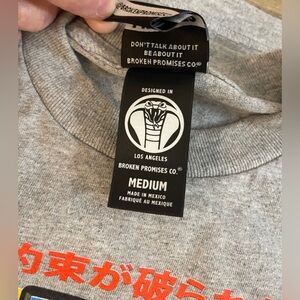 DON'T TALK ABOUT IT
BE ABOUT IT
BROKEN PROMISES CO®
DESIGNED IN
LOS ANGELES
BROKEN PROMISES CO.®
MEDIUM
MADE IN MEXICO
FABRIQUÉ AU MEXIQUE
約束が破られ